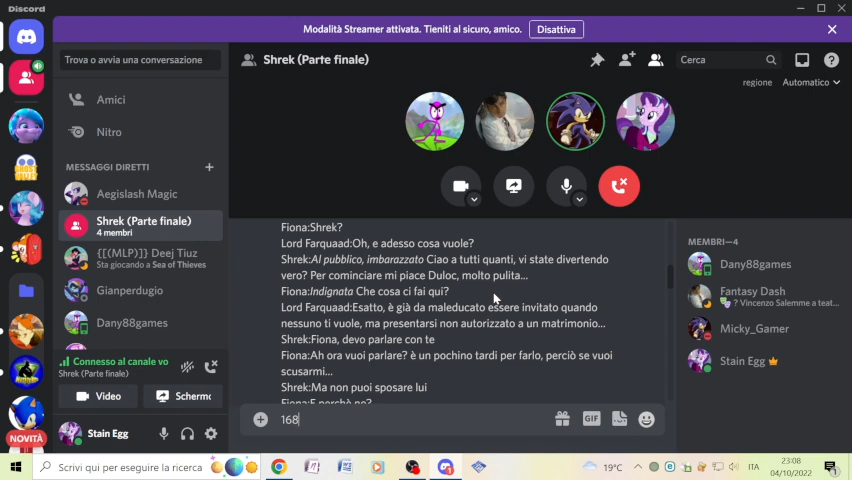 Discord
Modalità Streamer attivata. Tieniti al sicuro, amico.
Disattiva
Trova o avvia una conversazione
Shrek (Parte finale)
Cerca
regione
Automatico
Amici
Nitro
MESSAGGI DIRETTI
Aegislash Magic
Shrek (Parte finale)
4 membri
{[(MLP)]} Deej Tiuz
Sta giocando a Sea of Thieves
Gianperdugio
Dany88games
Connesso al canale vo
Shrek (Parte finale)
Video
Schermo
NOVITÀ
Stain Egg
Fiona:Shrek?
Lord Farquaad:Oh, e adesso cosa vuole?
Shrek:Al pubblico, imbarazzato Ciao a tutti quanti, vi state divertendo
vero? Per cominciare mi piace Duloc, molto pulita...
Fiona:Indignata Che cosa ci fai qui?
Lord Farquaad:Esatto, è già da maleducato essere invitato quando
nessuno ti vuole, ma presentarsi non autorizzato a un matrimonio...
Shrek:Fiona, devo parlare con te
Fiona:Ah ora vuoi parlare? è un pochino tardi per farlo, perciò se vuoi
scusarmi...
Shrek:Ma non puoi sposare lui
Fiona:E perchè no?
168
GIF
MEMBRI—4
Dany88games
Fantasy Dash
? Vincenzo Salemme a teat...
Micky_Gamer
Stain Egg
Scrivi qui per eseguire la ricerca
19°C
ITA
23:08
04/10/2022